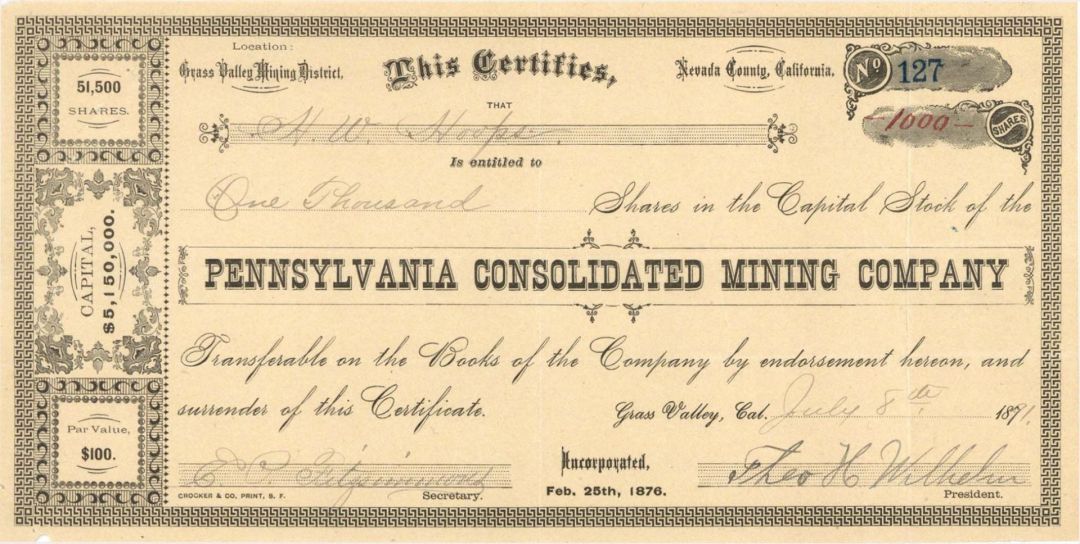 51,500
SHARES.
CAPITAL,
$5,150,000.
Par Value,
$100.
Location:
Grass Valley Mining District,
This Certifies,
Nevada County, California.
No 127
THAT
-1000- SHARES
H. W. Hoops
Is entitled to
One Thousand Shares in the Capital Stock of the
PENNSYLVANIA CONSOLIDATED MINING COMPANY
Transferable on the Books of the Company by endorsement hereon, and
surrender of this Certificate. Grass Valley, Cal. July 8th 1891.
E. C. Fitzsimmons
Incorporated,
Theo H Wilhelm
CROCKER & CO. PRINT, S. F.
Secretary.
Feb. 25th, 1876.
President.